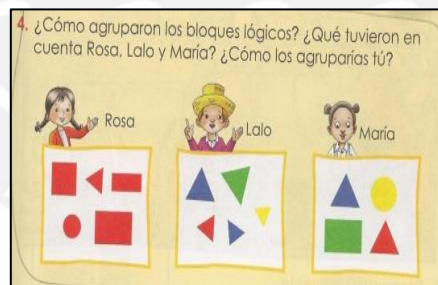 4. ¿Cómo agruparon los bloques lógicos? ¿Qué tuvieron en
cuenta Rosa, Lalo y María? ¿Cómo los agruparías tú?
Rosa
Lalo
María